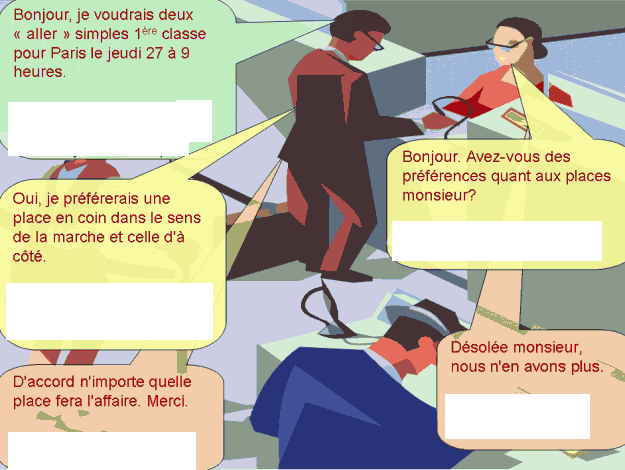 Bonjour, je voudrais deux
« aller » simples 1ère classe
pour Paris le jeudi 27 à 9
heures.
Bonjour. Avez-vous des
préférences quant aux places
monsieur?
Oui, je préférerais une
place en coin dans le sens
de la marche et celle d'à
côté.
Désolée monsieur,
nous n'en avons plus.
D'accord n'importe quelle
place fera l'affaire. Merci.